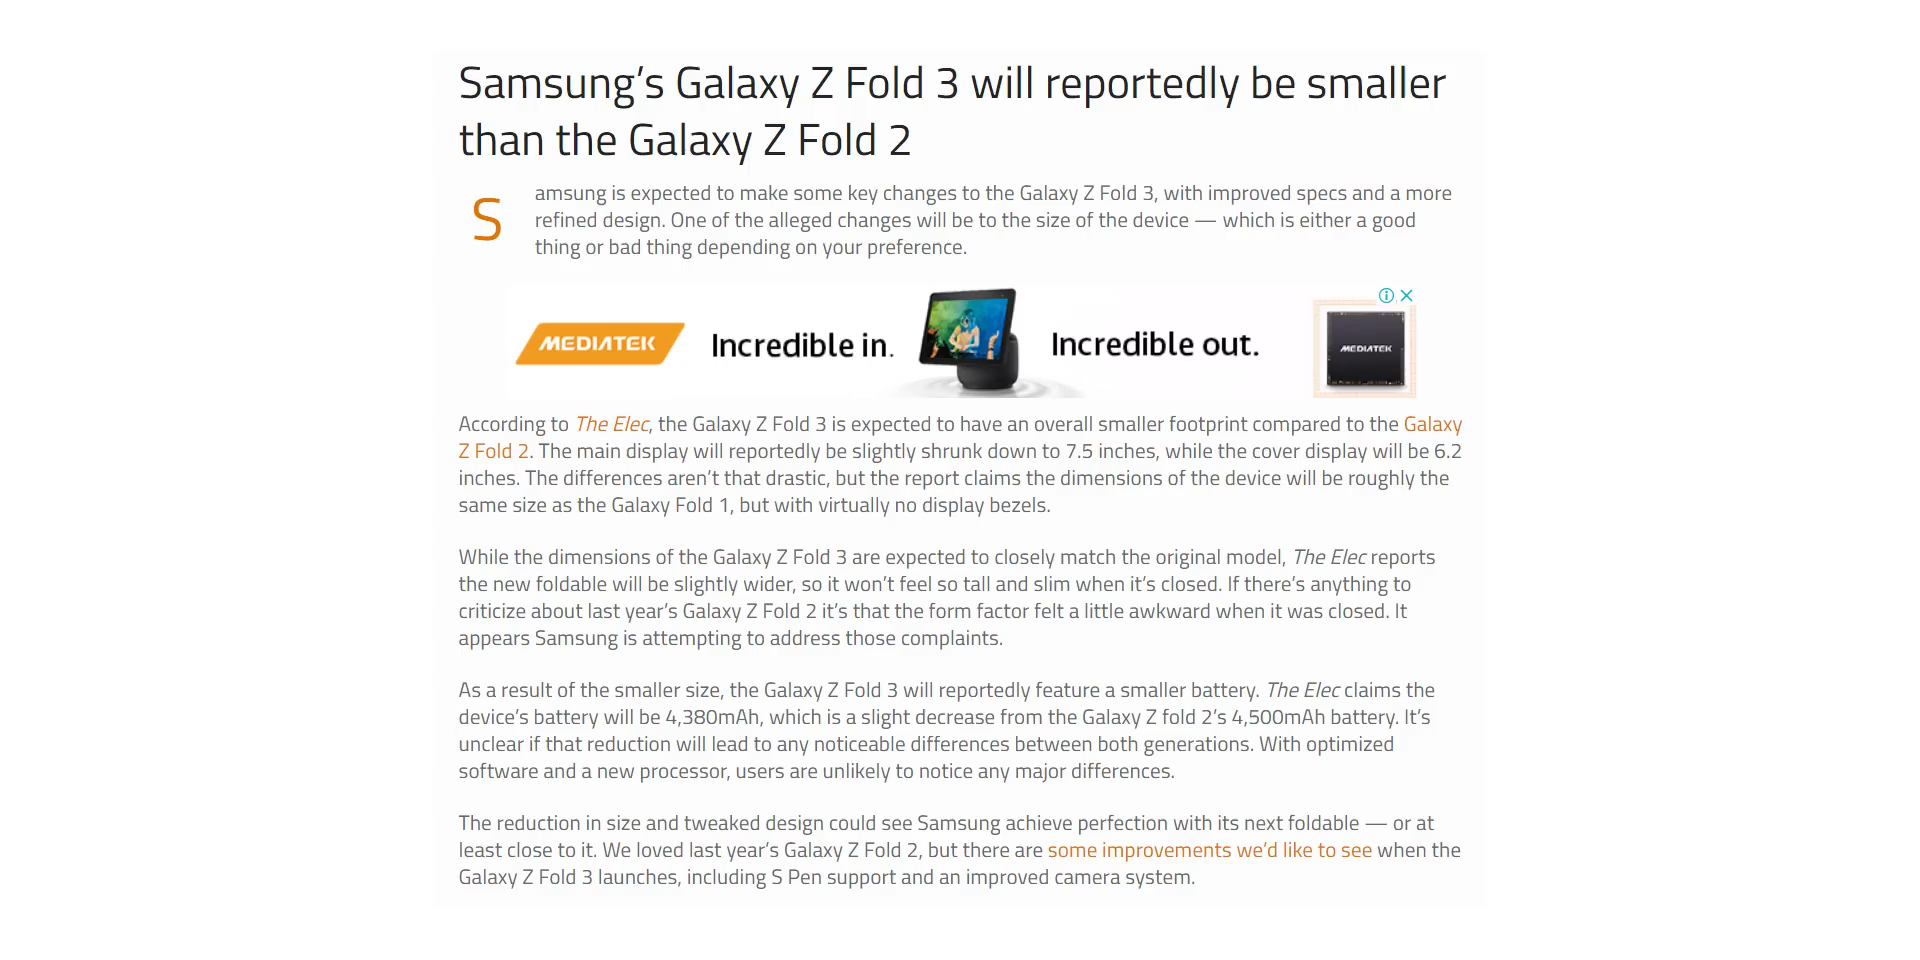 Samsung’s Galaxy Z Fold 3 will reportedly be smaller
than the Galaxy Z Fold 2
Samsung is expected to make some key changes to the Galaxy Z Fold 3, with improved specs and a more
refined design. One of the alleged changes will be to the size of the device — which is either a good
thing or bad thing depending on your preference.
MEDIATEK Incredible in. Incredible out. MEDIATEK
According to The Elec, the Galaxy Z Fold 3 is expected to have an overall smaller footprint compared to the Galaxy
Z Fold 2. The main display will reportedly be slightly shrunk down to 7.5 inches, while the cover display will be 6.2
inches. The differences aren’t that drastic, but the report claims the dimensions of the device will be roughly the
same size as the Galaxy Fold 1, but with virtually no display bezels.
While the dimensions of the Galaxy Z Fold 3 are expected to closely match the original model, The Elec reports
the new foldable will be slightly wider, so it won’t feel so tall and slim when it’s closed. If there’s anything to
criticize about last year’s Galaxy Z Fold 2 it’s that the form factor felt a little awkward when it was closed. It
appears Samsung is attempting to address those complaints.
As a result of the smaller size, the Galaxy Z Fold 3 will reportedly feature a smaller battery. The Elec claims the
device’s battery will be 4,380mAh, which is a slight decrease from the Galaxy Z fold 2’s 4,500mAh battery. It’s
unclear if that reduction will lead to any noticeable differences between both generations. With optimized
software and a new processor, users are unlikely to notice any major differences.
The reduction in size and tweaked design could see Samsung achieve perfection with its next foldable — or at
least close to it. We loved last year’s Galaxy Z Fold 2, but there are some improvements we’d like to see when the
Galaxy Z Fold 3 launches, including S Pen support and an improved camera system.